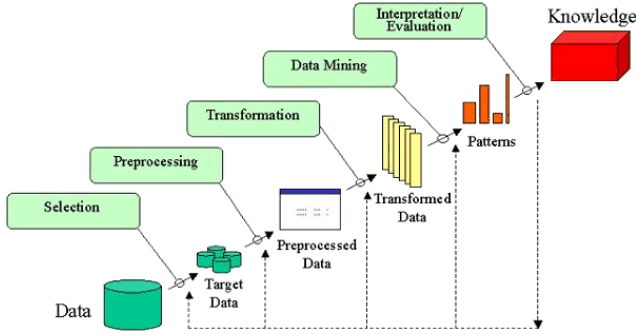 Interpretation/
Evaluation
Knowledge
Data Mining
Transformation
Patterns
Preprocessing
Transformed
Data
Selection
Preprocessed
Data
Target
Data
Data